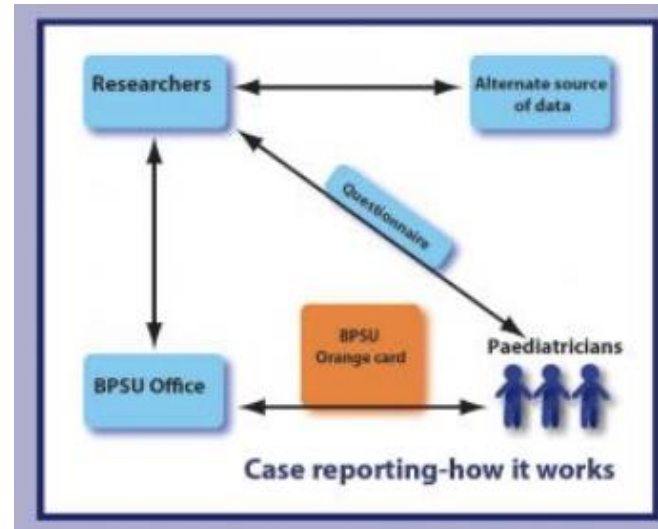 Researchers
Alternate source
of data
Questionnaire
BPSU
Orange card
Paediatricians
BPSU Office
Case reporting-how it works